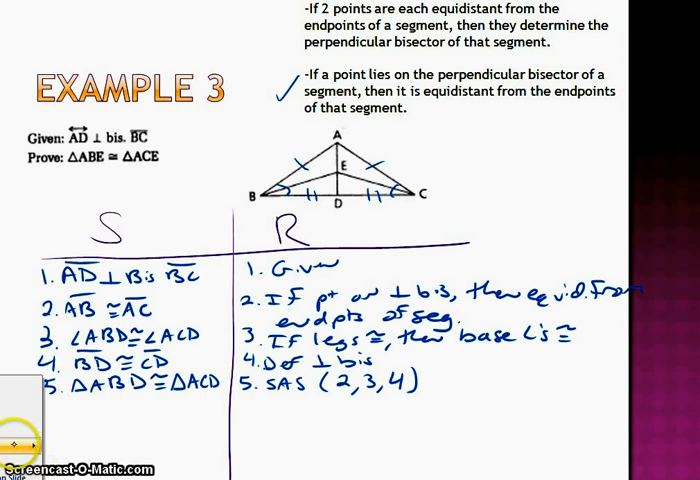 -If 2 points are each equidistant from the
endpoints of a segment, then they determine the
perpendicular bisector of that segment.
-If a point lies on the perpendicular bisector of a
segment, then it is equidistant from the endpoints
of that segment.
EXAMPLE 3
Given: AD ⊥ bis. BC
Prove: △ABE ≅ △ACE
A
E
B
D
C
S R
1. AD ⊥ Bis BC
1. Given
2. AB ≅ AC
2. If pt on ⊥ bis, then equid. from
endpts of seg.
3. ∠ABD ≅ ∠ACD
3. If legs ≅, then base ∠'s ≅
4. BD ≅ CD
4. Def ⊥ bis
5. △ABD ≅ △ACD
5. SAS (2,3,4)
Screencast-O-Matic.com
n Slide